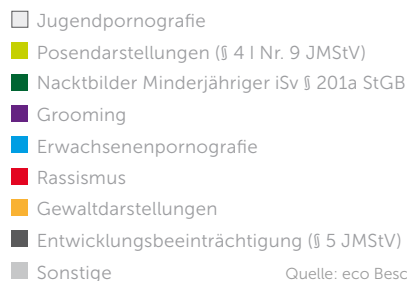 Jugendpornografie
Posendarstellungen (§ 4 I Nr. 9 JMStV)
Nacktbilder Minderjähriger iSv § 201a StGB
Grooming
Erwachsenenpornografie
Rassismus
Gewaltdarstellungen
Entwicklungsbeeinträchtigung (§ 5 JMStV)
Sonstige Quelle: eco Besc